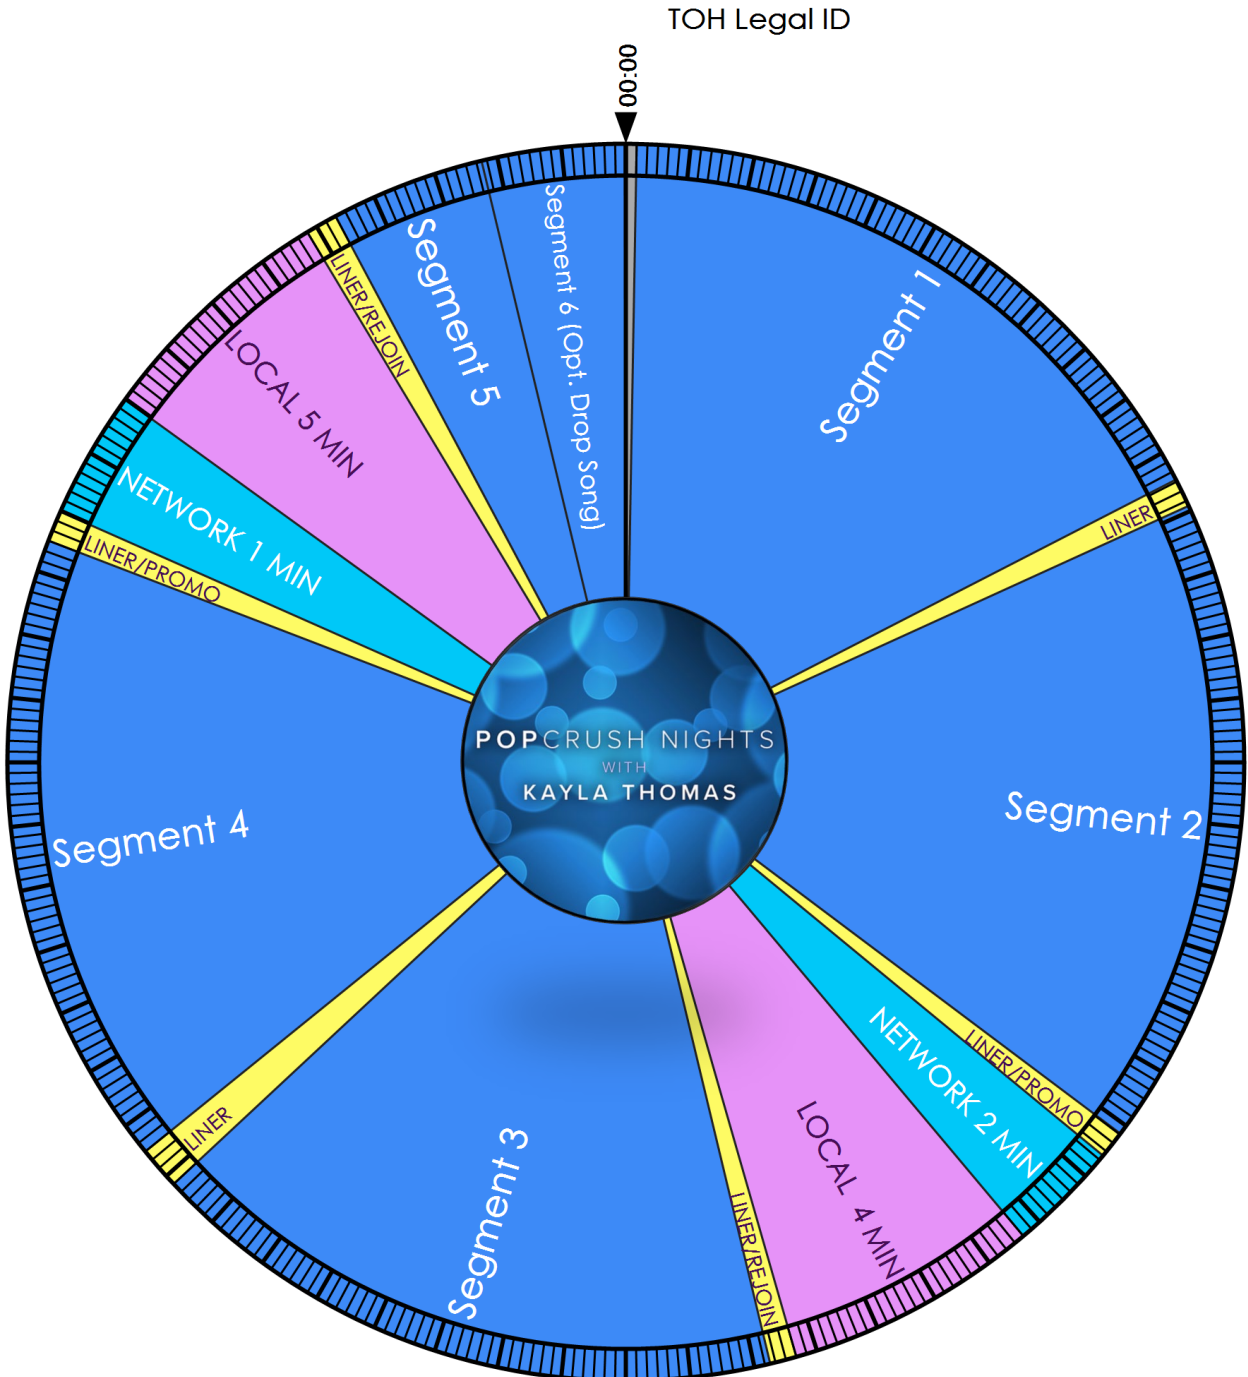 TOH Legal ID
00:00
Segment 1
LINER
Segment 2
LINER/PROMO
NETWORK 2 MIN
LOCAL 4 MIN
LINER/REJOIN
Segment 3
LINER
Segment 4
LINER/PROMO
NETWORK 1 MIN
LOCAL 5 MIN
LINER/REJOIN
Segment 5
Segment 6 (Opt. Drop Song)
POPCRUSH NIGHTS
WITH
KAYLA THOMAS